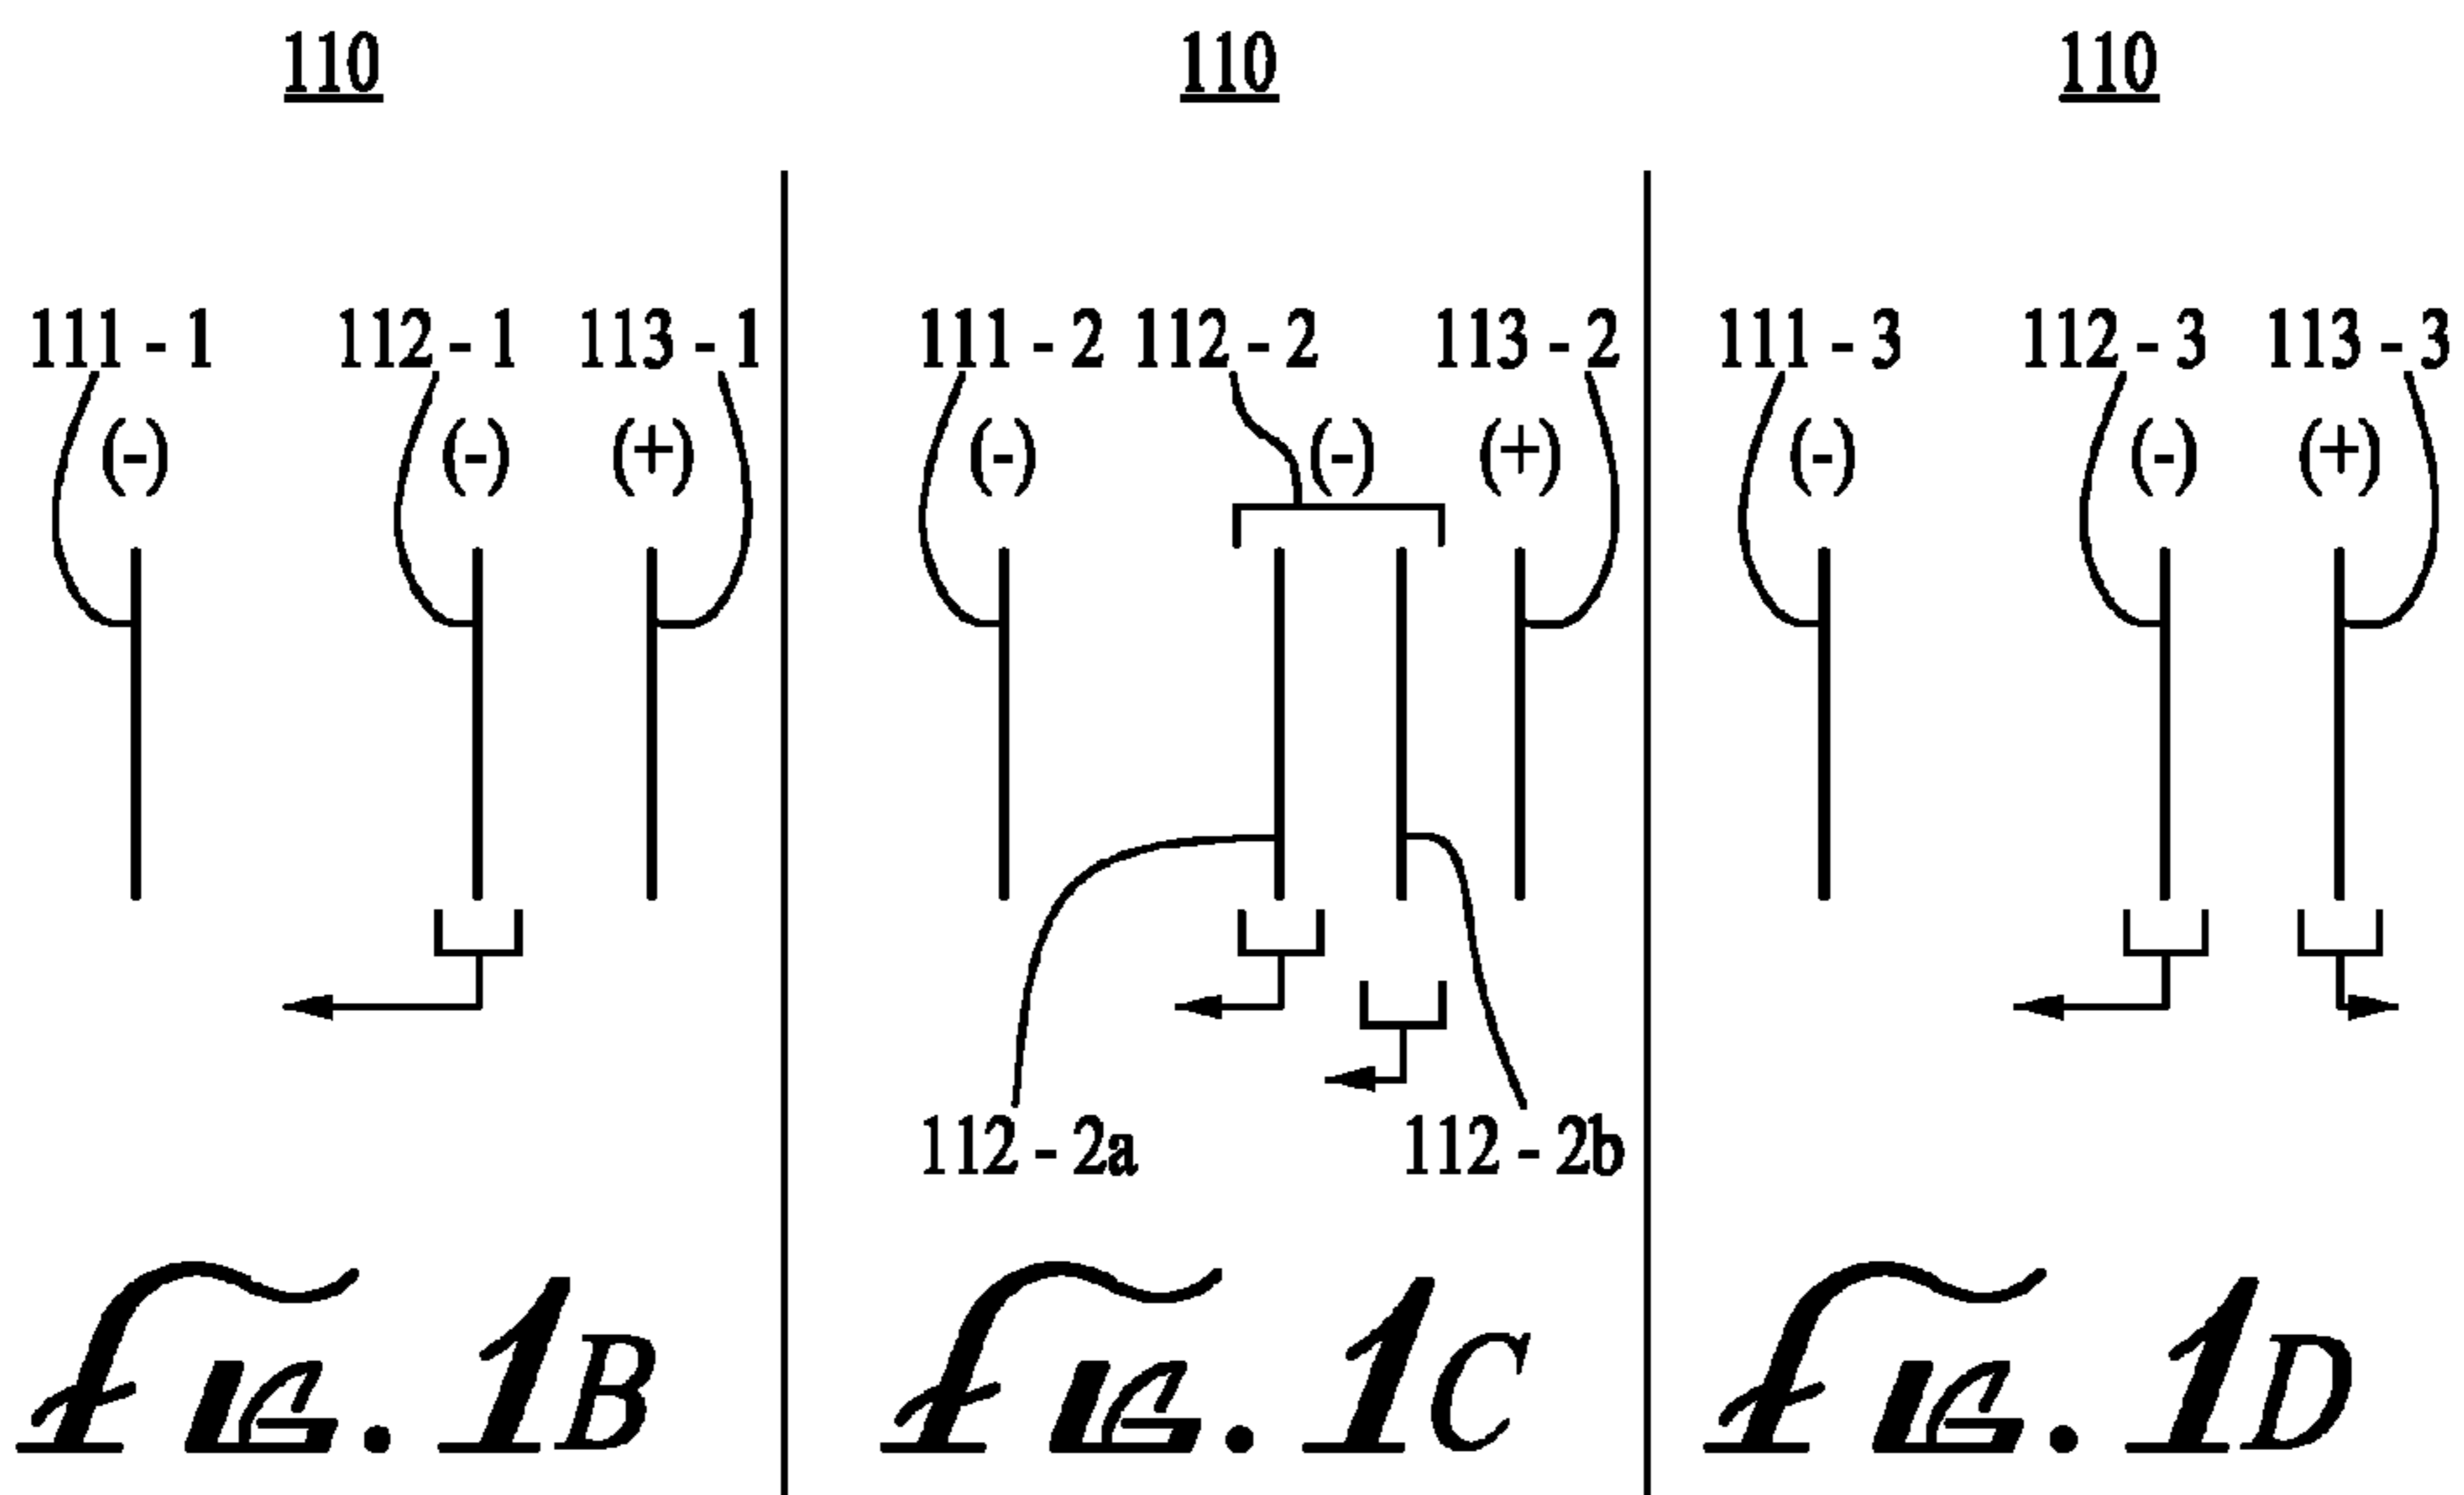 110 110 110
111 - 1 112 - 1 113 - 1 111 - 2 112 - 2 113 - 2 111 - 3 112 - 3 113 - 3
(-) (-) (+) (-) (-) (+) (-) (-) (+)
112 - 2a 112 - 2b
FIG. 1B FIG. 1C FIG. 1D